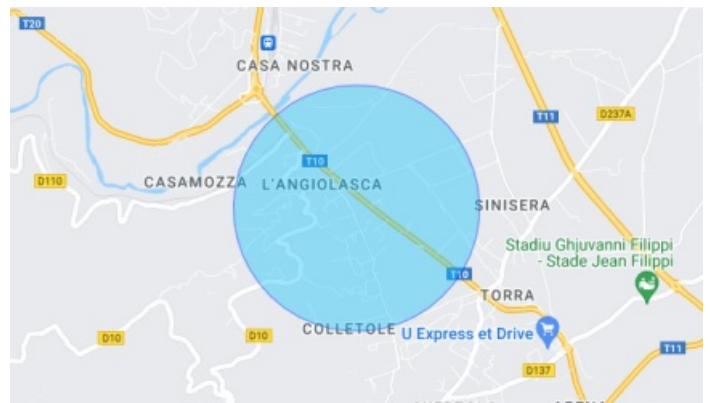 T20
CASA NOSTRA
T11
D237A
T10
D110
CASAMOZZA
L'ANGIOLASCA
SINISERA
Stadiu Ghjuvanni Filippi
- Stade Jean Filippi
T10
TORRA
D10
D10
COLLETOLE
U Express et Drive
T11
D137